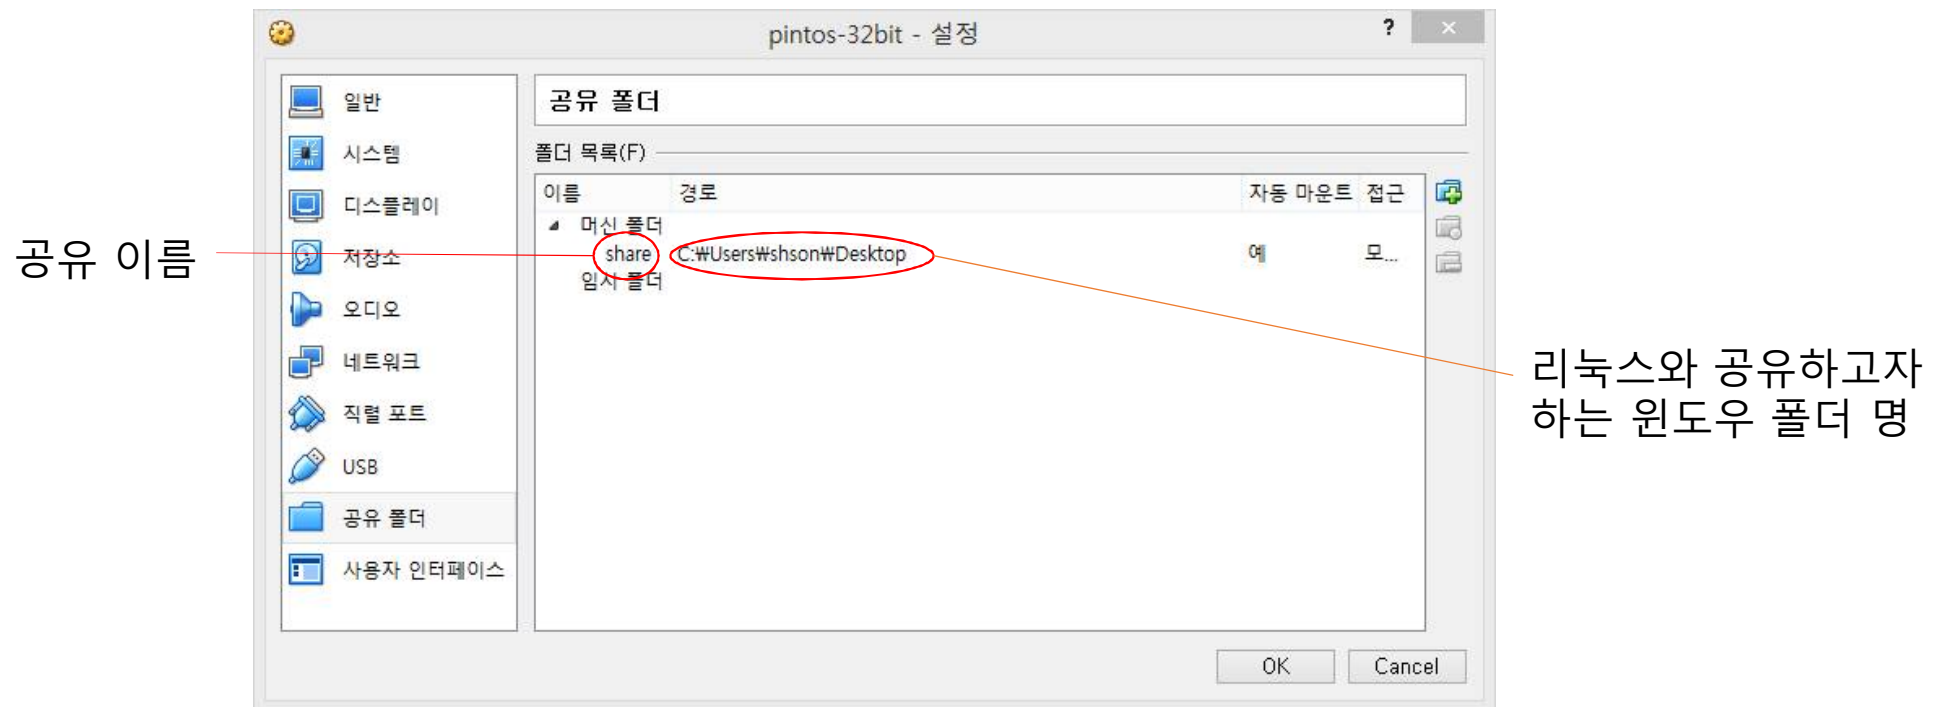 pintos-32bit - 설정
?
일반
시스템
디스플레이
저장소
오디오
네트워크
직렬 포트
USB
공유 폴더
사용자 인터페이스
공유 폴더
폴더 목록(F)
이름 경로 자동 마운트 접근
머신 폴더
share C:₩Users₩shson₩Desktop 예 모...
임시 폴더
OK Cancel
공유 이름
리눅스와 공유하고자
하는 윈도우 폴더 명